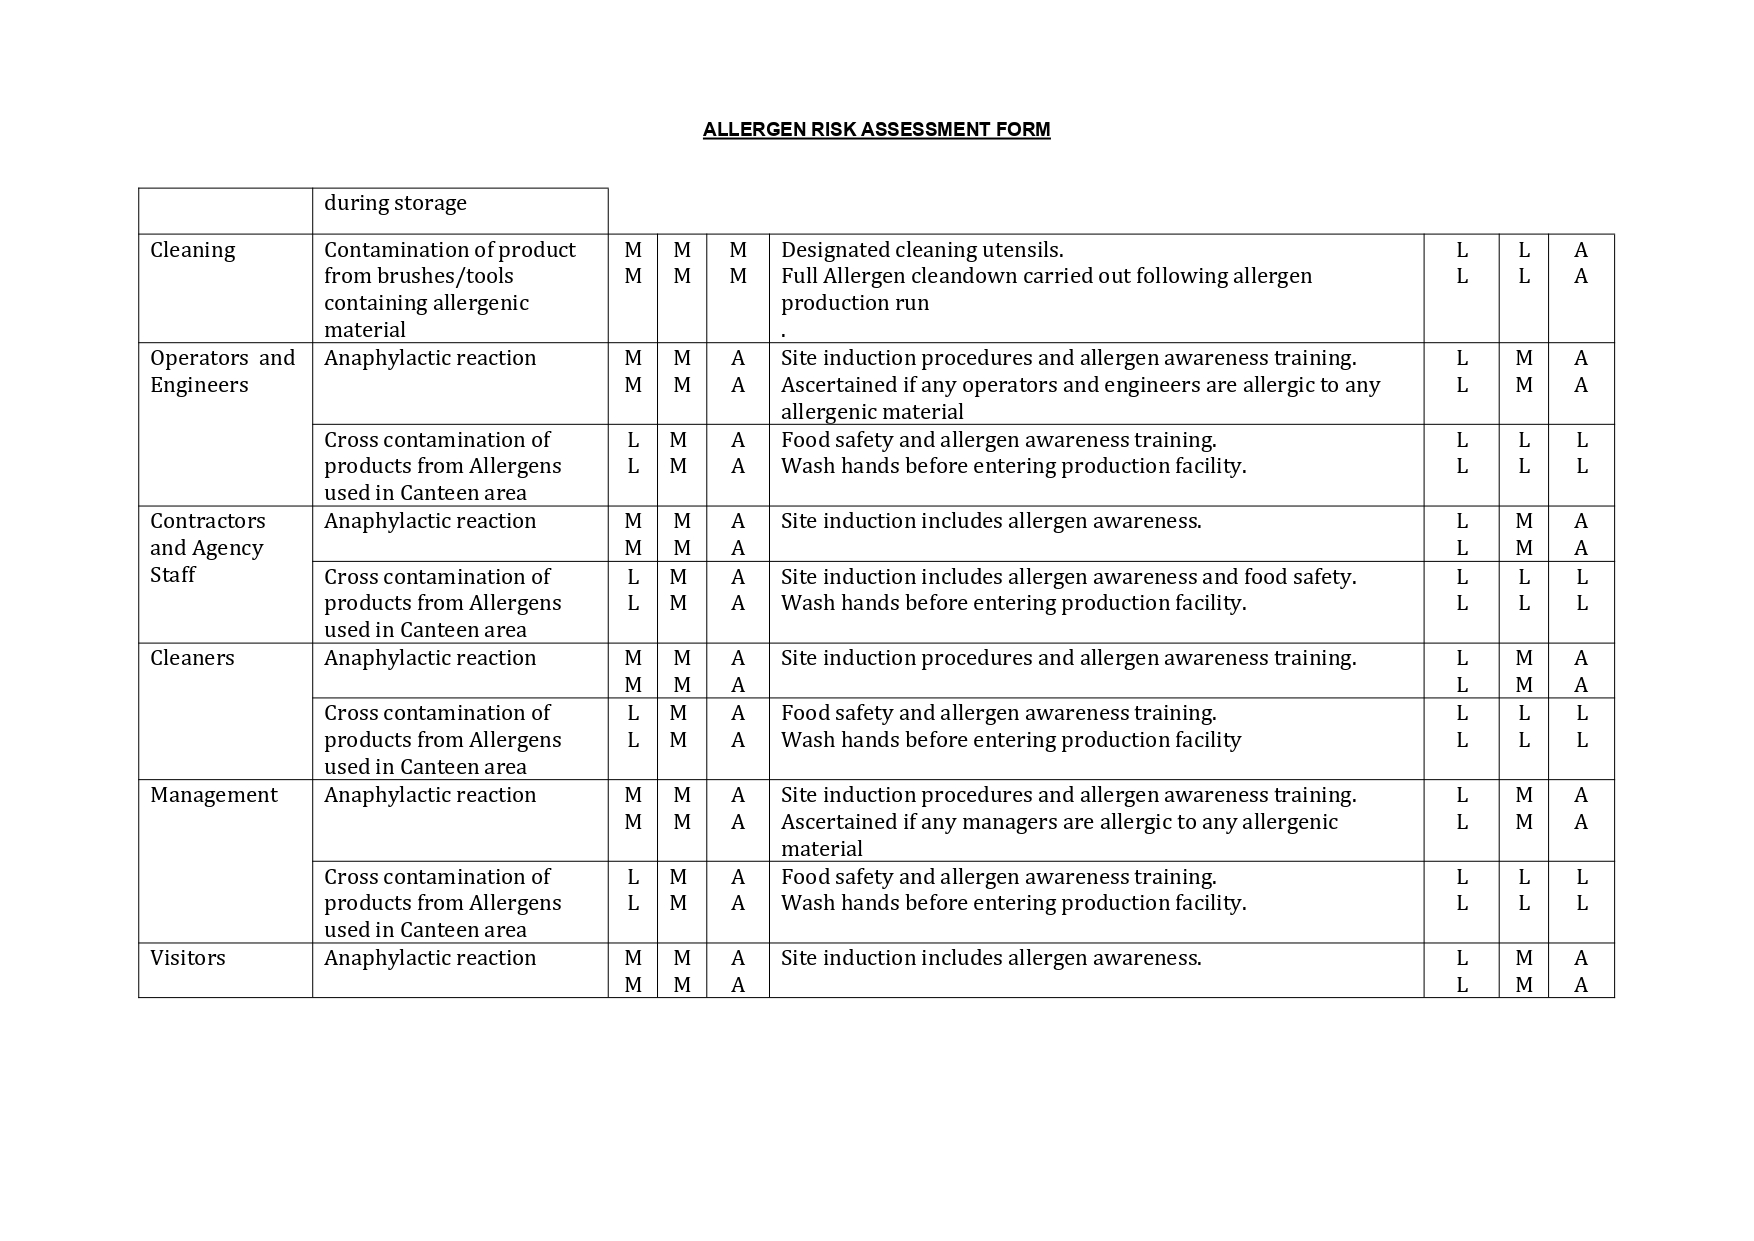 ALLERGEN RISK ASSESSMENT FORM
during storage
Cleaning Contamination of product M M M Designated cleaning utensils. L L A
from brushes/tools M M M Full Allergen cleandown carried out following allergen L L A
containing allergenic production run
material .
Operators and Anaphylactic reaction M M A Site induction procedures and allergen awareness training. L M A
Engineers M M A Ascertained if any operators and engineers are allergic to any L M A
allergenic material
Cross contamination of L M A Food safety and allergen awareness training. L L L
products from Allergens L M A Wash hands before entering production facility. L L L
used in Canteen area
Contractors Anaphylactic reaction M M A Site induction includes allergen awareness. L M A
and Agency M M A L M A
Staff Cross contamination of L M A Site induction includes allergen awareness and food safety. L L L
products from Allergens L M A Wash hands before entering production facility. L L L
used in Canteen area
Cleaners Anaphylactic reaction M M A Site induction procedures and allergen awareness training. L M A
M M A L M A
Cross contamination of L M A Food safety and allergen awareness training. L L L
products from Allergens L M A Wash hands before entering production facility L L L
used in Canteen area
Management Anaphylactic reaction M M A Site induction procedures and allergen awareness training. L M A
M M A Ascertained if any managers are allergic to any allergenic L M A
material
Cross contamination of L M A Food safety and allergen awareness training. L L L
products from Allergens L M A Wash hands before entering production facility. L L L
used in Canteen area
Visitors Anaphylactic reaction M M A Site induction includes allergen awareness. L M A
M M A L M A